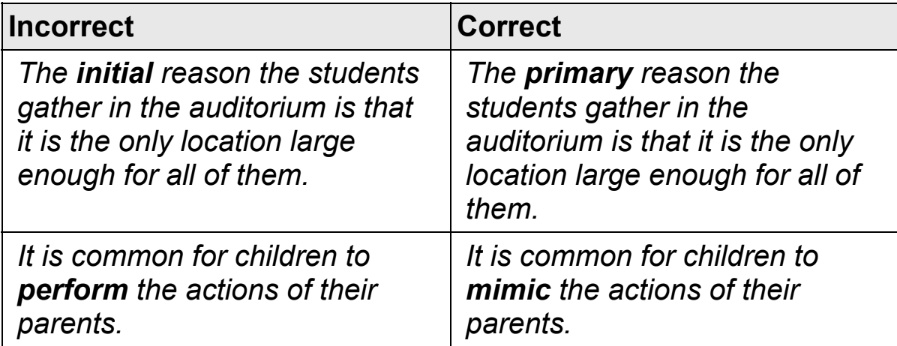 Incorrect
Correct
The initial reason the students
gather in the auditorium is that
it is the only location large
enough for all of them.
The primary reason the
students gather in the
auditorium is that it is the only
location large enough for all of
them.
It is common for children to
perform the actions of their
parents.
It is common for children to
mimic the actions of their
parents.